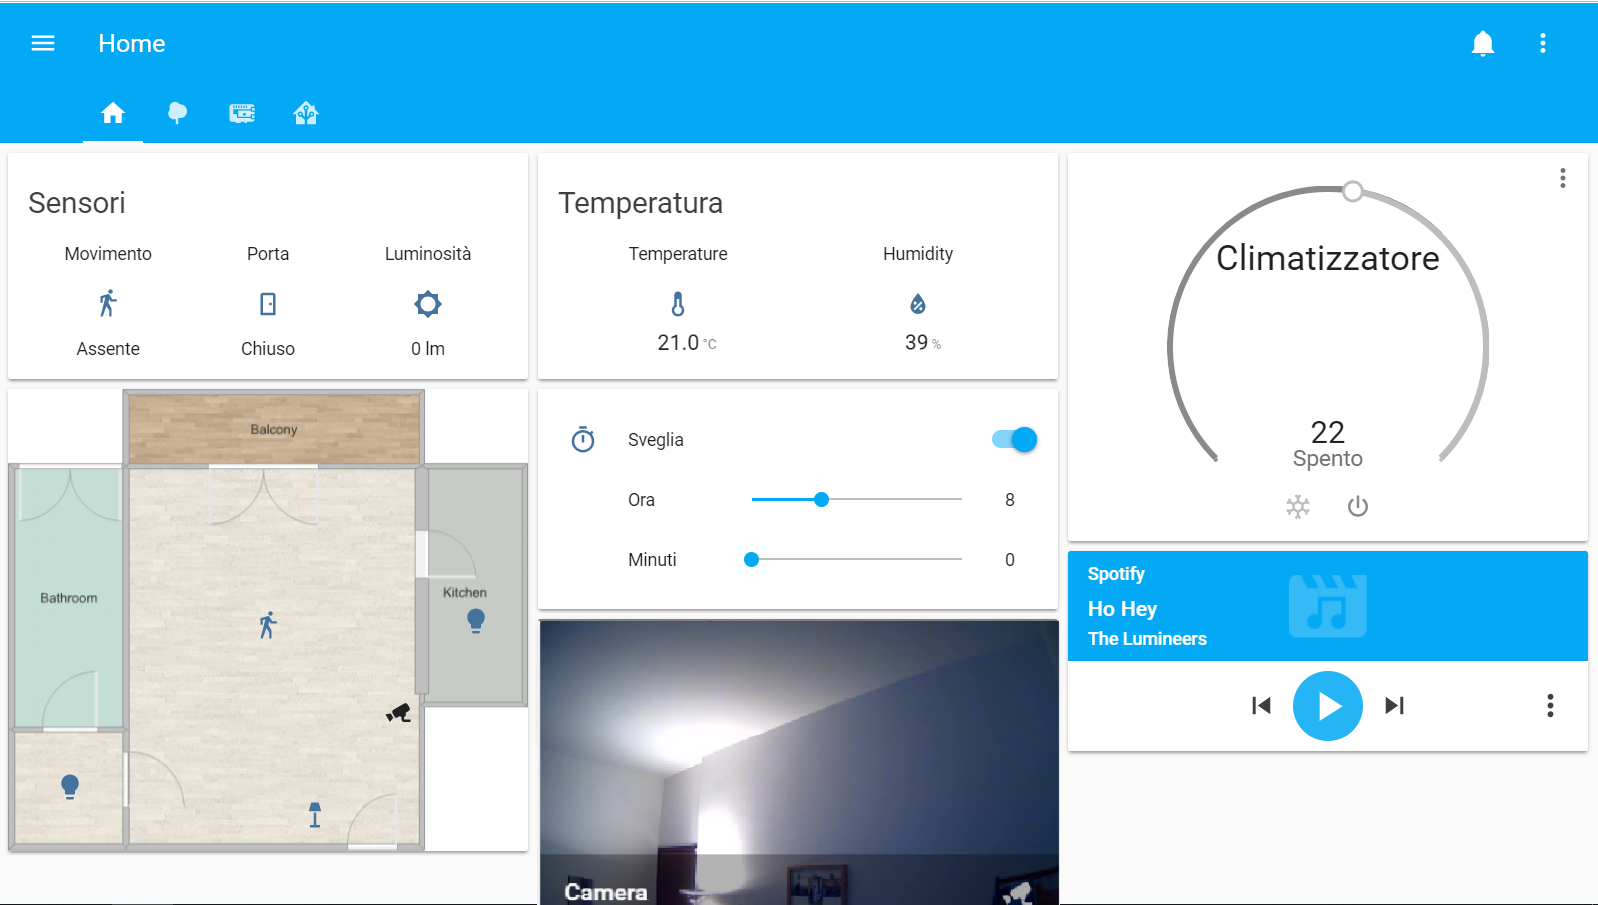 Home
Sensori
Movimento Porta Luminosità
Assente Chiuso 0 lm
Temperatura
Temperature Humidity
21.0 °C 39 %
Climatizzatore
22
Spento
Balcony
Bathroom
Kitchen
Sveglia
Ora 8
Minuti 0
Camera
Spotify
Ho Hey
The Lumineers